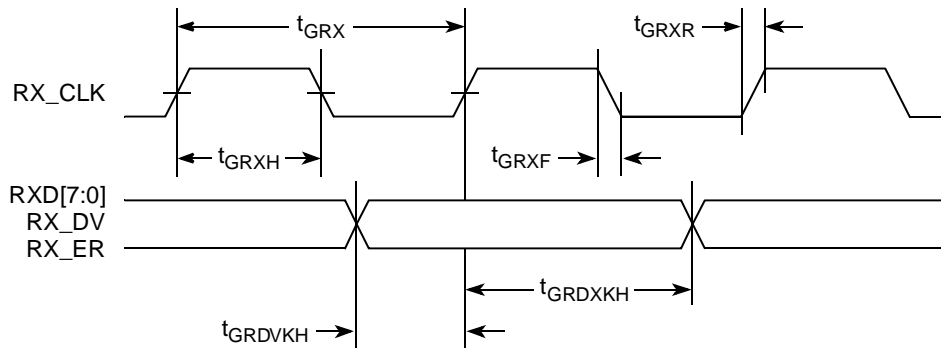 tGRX
tGRXR
RX_CLK
tGRXH
tGRXF
RXD[7:0]
RX_DV
RX_ER
tGRDXKH
tGRDVKH